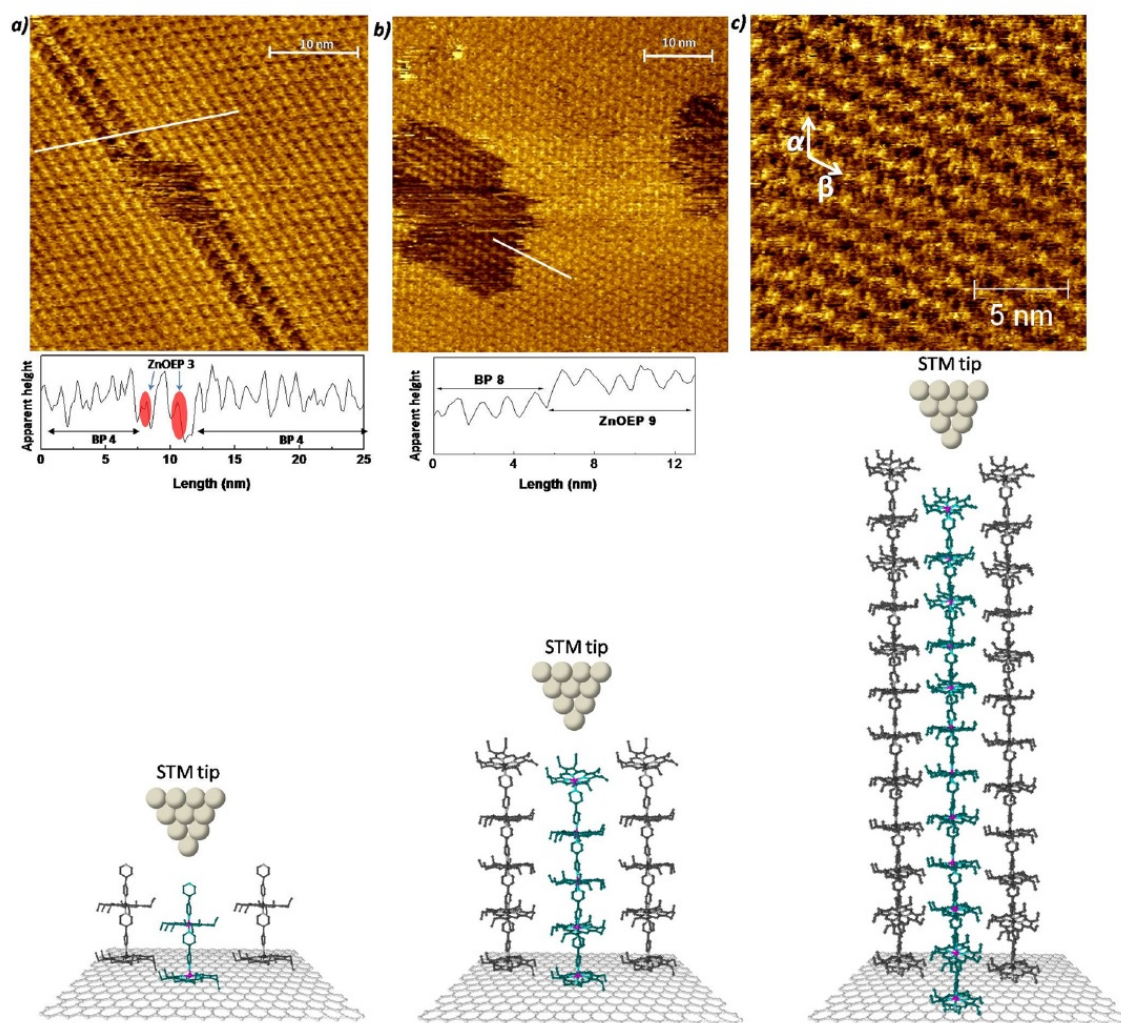 a)
10 nm
b)
10 nm
c)
α
β
5 nm
Apparent height
ZnOEP 3
BP 4
BP 4
0 5 10 15 20 25
Length (nm)
Apparent height
BP 8
ZnOEP 9
0 4 8 12
Length (nm)
STM tip
STM tip
STM tip